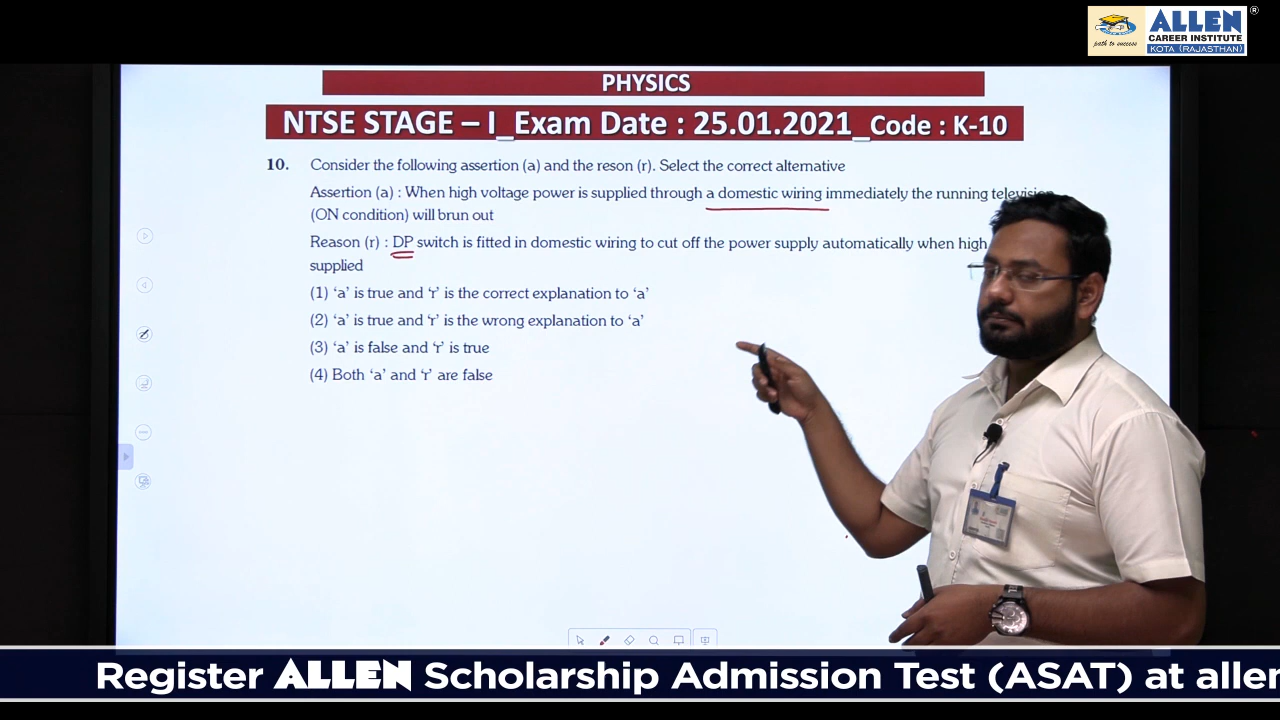 ALLEN
®
CAREER INSTITUTE
path to success
KOTA (RAJASTHAN)
PHYSICS
NTSE STAGE – I_Exam Date : 25.01.2021_Code : K-10
10. Consider the following assertion (a) and the reson (r). Select the correct alternative
Assertion (a) : When high voltage power is supplied through a domestic wiring immediately the running television
(ON condition) will brun out
Reason (r) : DP switch is fitted in domestic wiring to cut off the power supply automatically when high
supplied
(1) ‘a’ is true and ‘r’ is the correct explanation to ‘a’
(2) ‘a’ is true and ‘r’ is the wrong explanation to ‘a’
(3) ‘a’ is false and ‘r’ is true
(4) Both ‘a’ and ‘r’ are false
Register ALLEN Scholarship Admission Test (ASAT) at allen